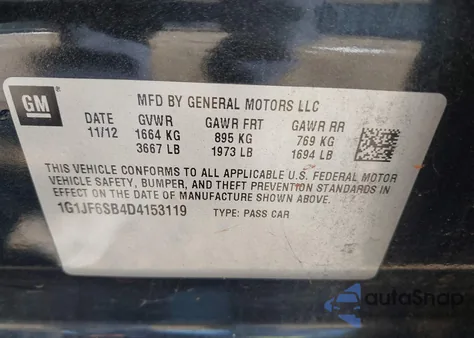 GM
MFD BY GENERAL MOTORS LLC
DATE GVWR GAWR FRT GAWR RR
11/12 1664 KG 895 KG 769 KG
3667 LB 1973 LB 1694 LB
THIS VEHICLE CONFORMS TO ALL APPLICABLE U.S. FEDERAL MOTOR
VEHICLE SAFETY, BUMPER, AND THEFT PREVENTION STANDARDS IN
EFFECT ON THE DATE OF MANUFACTURE SHOWN ABOVE.
1G1JF6SB4D4153119 TYPE: PASS CAR
autoSnap